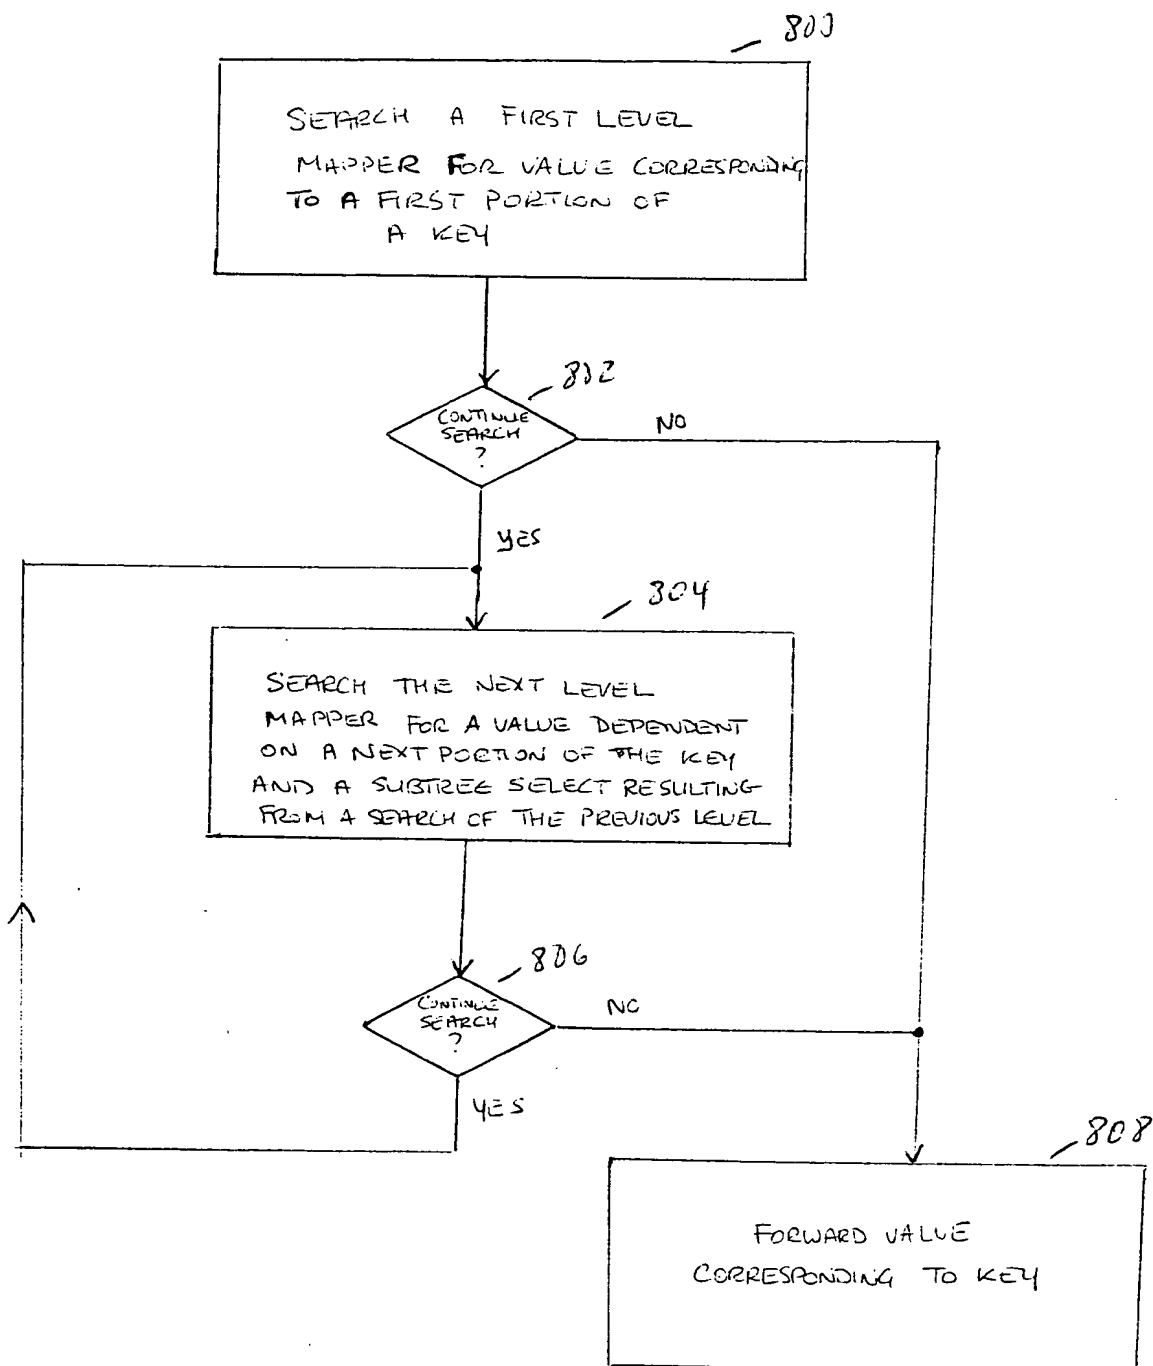 800
SEARCH A FIRST LEVEL
MAPPER FOR VALUE CORRESPONDING
TO A FIRST PORTION OF
A KEY
802
CONTINUE
SEARCH
?
NO
YES
804
SEARCH THE NEXT LEVEL
MAPPER FOR A VALUE DEPENDENT
ON A NEXT PORTION OF THE KEY
AND A SUBTREE SELECT RESULTING
FROM A SEARCH OF THE PREVIOUS LEVEL
806
CONTINUE
SEARCH
?
NO
YES
808
FORWARD VALUE
CORRESPONDING TO KEY